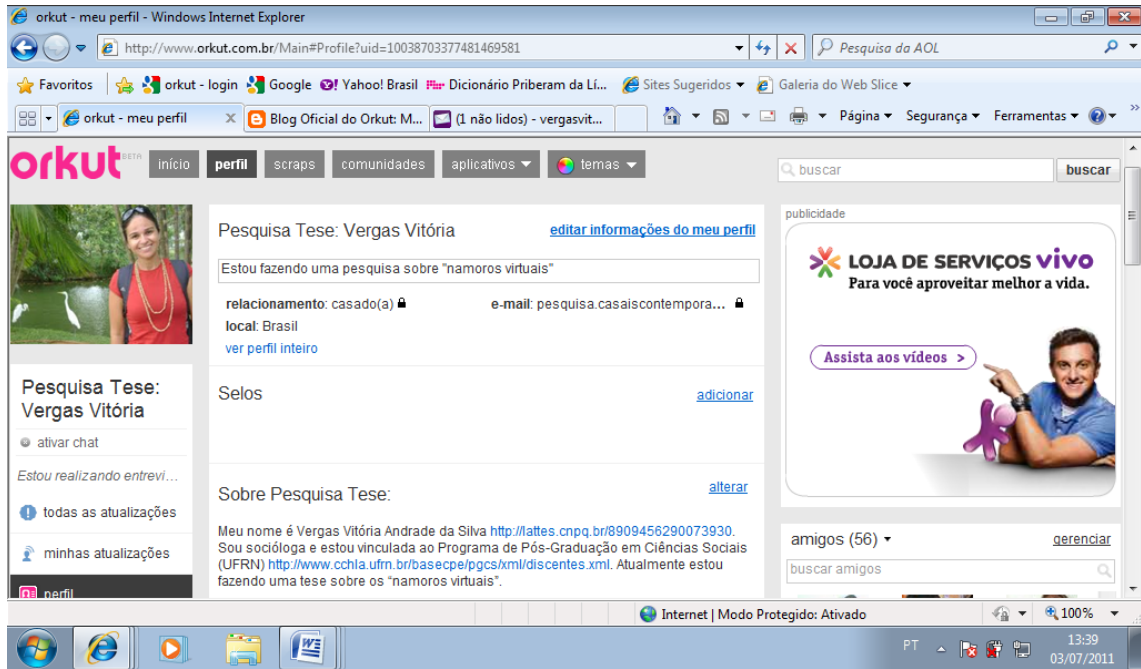 orkut - meu perfil - Windows Internet Explorer
http://www.orkut.com.br/Main#Profile?uid=10038703377481469581
Pesquisa da AOL
Favoritos
orkut - login
Google
Yahoo! Brasil
Dicionário Priberam da Lí...
Sites Sugeridos
Galeria do Web Slice
orkut - meu perfil
Blog Oficial do Orkut: M...
(1 não lidos) - vergasvit...
Página
Segurança
Ferramentas
orkut BETA
início
perfil
scraps
comunidades
aplicativos
temas
buscar
buscar
Pesquisa Tese: Vergas Vitória
editar informações do meu perfil
Estou fazendo uma pesquisa sobre "namoros virtuais"
relacionamento: casado(a)
e-mail: pesquisa.casaiscontempora...
local: Brasil
ver perfil inteiro
Selos
adicionar
Sobre Pesquisa Tese:
alterar
Meu nome é Vergas Vitória Andrade da Silva http://lattes.cnpq.br/8909456290073930.
Sou socióloga e estou vinculada ao Programa de Pós-Graduação em Ciências Sociais
(UFRN) http://www.cchla.ufrn.br/basecpe/pgcs/xml/discentes.xml. Atualmente estou
fazendo uma tese sobre os “namoros virtuais”.
Pesquisa Tese:
Vergas Vitória
ativar chat
Estou realizando entrevi...
todas as atualizações
minhas atualizações
perfil
publicidade
LOJA DE SERVIÇOS vivo
Para você aproveitar melhor a vida.
Assista aos vídeos >
amigos (56)
gerenciar
buscar amigos
Internet | Modo Protegido: Ativado
100%
W
PT
13:39
03/07/2011